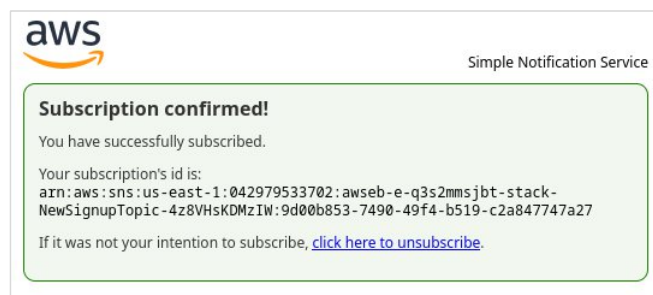 aws
Simple Notification Service
Subscription confirmed!
You have successfully subscribed.
Your subscription's id is:
arn:aws:sns:us-east-1:042979533702:awseb-e-q3s2mmsjbt-stack-
NewSignupTopic-4z8VHsKDMzIW:9d00b853-7490-49f4-b519-c2a847747a27
If it was not your intention to subscribe, click here to unsubscribe.